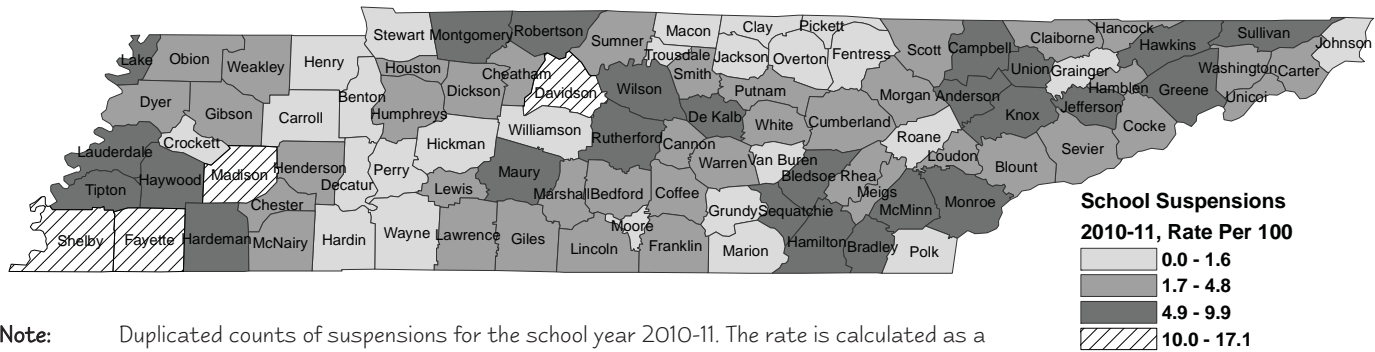 Stewart Montgomery Robertson Sumner Macon Clay Pickett Scott Campbell Claiborne Hancock Hawkins Sullivan Johnson
Lake Obion Weakley Henry Houston Cheatham Trousdale Smith Jackson Overton Fentress Union Grainger Hamblen Washington Carter
Dyer Gibson Carroll Benton Humphreys Dickson Davidson Wilson Putnam Morgan Anderson Knox Jefferson Greene Unicoi
Lauderdale Crockett Williamson Rutherford De Kalb White Cumberland Roane Cocke
Tipton Haywood Madison Henderson Decatur Perry Hickman Maury Cannon Warren Van Buren Bledsoe Rhea Loudon Blount Sevier
Shelby Fayette Hardeman Chester McNairy Hardin Wayne Lewis Lawrence Marshall Bedford Coffee Grundy Sequatchie Meigs McMinn Monroe
Giles Lincoln Moore Franklin Marion Hamilton Bradley Polk
School Suspensions
2010-11, Rate Per 100
0.0 - 1.6
1.7 - 4.8
4.9 - 9.9
10.0 - 17.1
Note: Duplicated counts of suspensions for the school year 2010-11. The rate is calculated as a